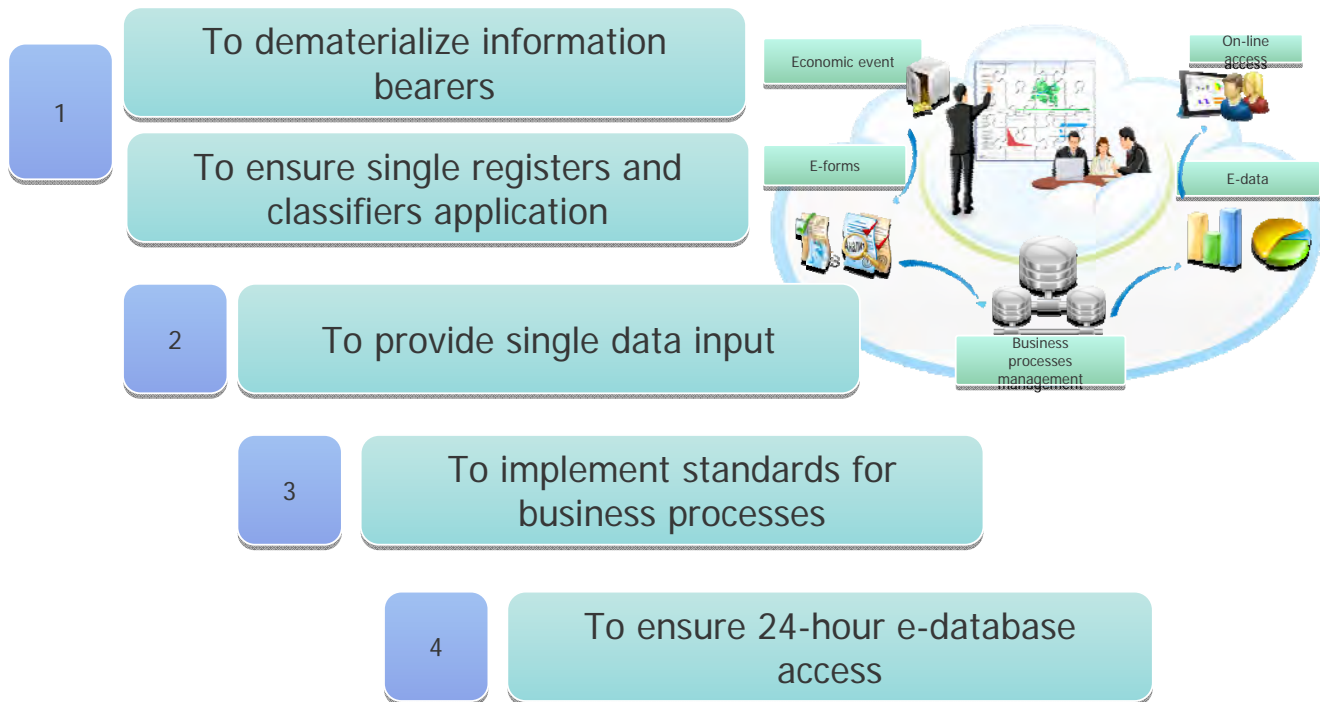 1
To dematerialize information
bearers
To ensure single registers and
classifiers application
2
To provide single data input
3
To implement standards for
business processes
4
To ensure 24-hour e-database
access
Economic event
On-line
access
E-forms
E-data
Business
processes
management